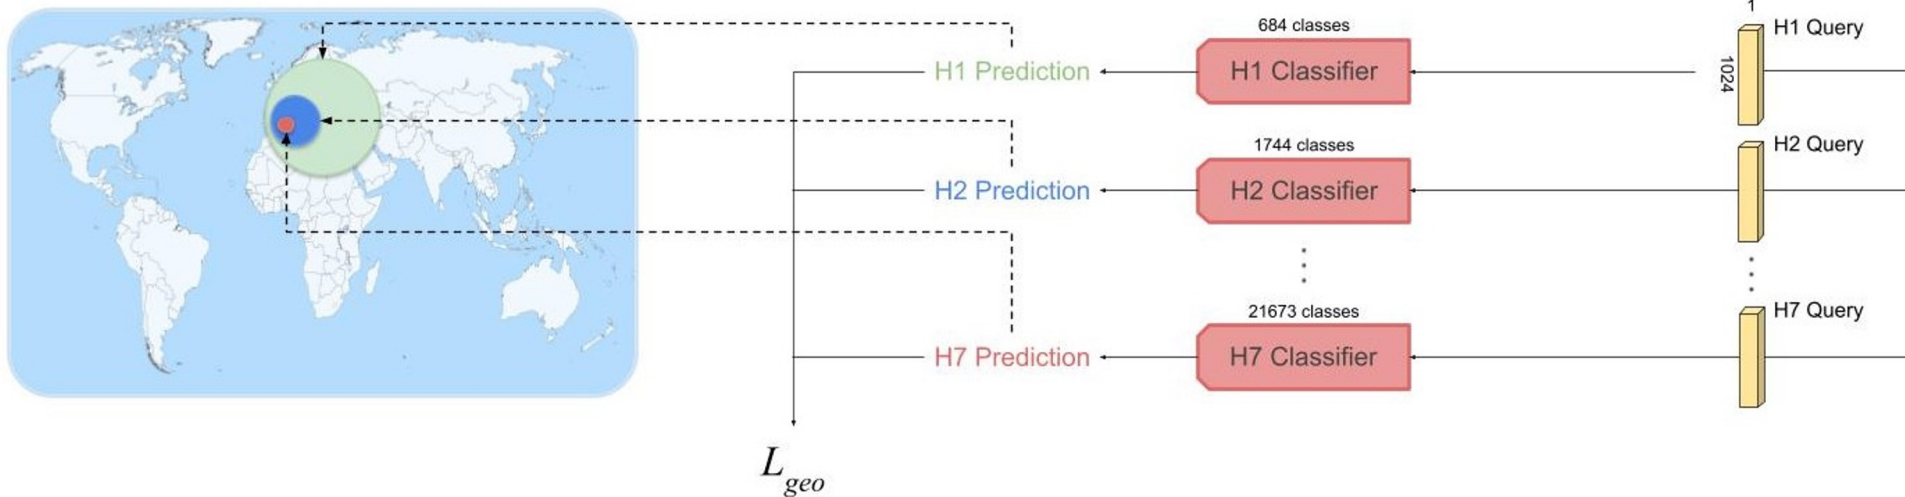 1
684 classes
H1 Query
H1 Prediction
H1 Classifier
1024
1744 classes
H2 Query
H2 Prediction
H2 Classifier
21673 classes
H7 Query
H7 Prediction
H7 Classifier
L geo